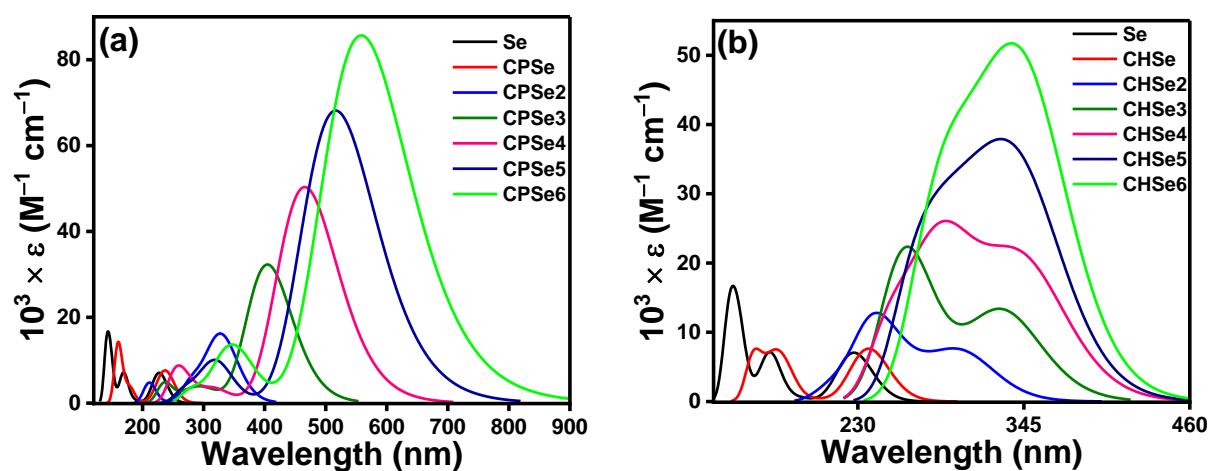 (a)
Se
CPSe
CPSe2
CPSe3
CPSe4
CPSe5
CPSe6
10³ × ε (M⁻¹ cm⁻¹)
80
60
40
20
0
200 300 400 500 600 700 800 900
Wavelength (nm)
(b)
Se
CHSe
CHSe2
CHSe3
CHSe4
CHSe5
CHSe6
10³ × ε (M⁻¹ cm⁻¹)
50
40
30
20
10
0
230 345 460
Wavelength (nm)